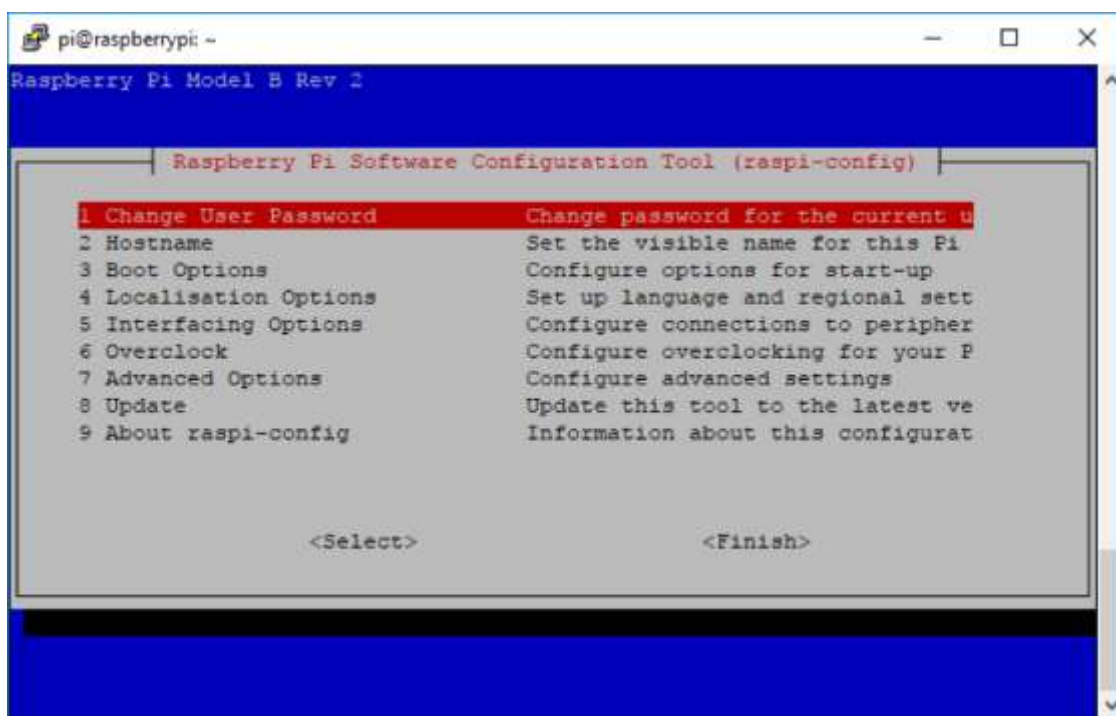 pi@raspberrypi: ~
Raspberry Pi Model B Rev 2
Raspberry Pi Software Configuration Tool (raspi-config)
1 Change User Password Change password for the current u
2 Hostname Set the visible name for this Pi
3 Boot Options Configure options for start-up
4 Localisation Options Set up language and regional sett
5 Interfacing Options Configure connections to peripher
6 Overclock Configure overclocking for your P
7 Advanced Options Configure advanced settings
8 Update Update this tool to the latest ve
9 About raspi-config Information about this configurat
<Select> <Finish>